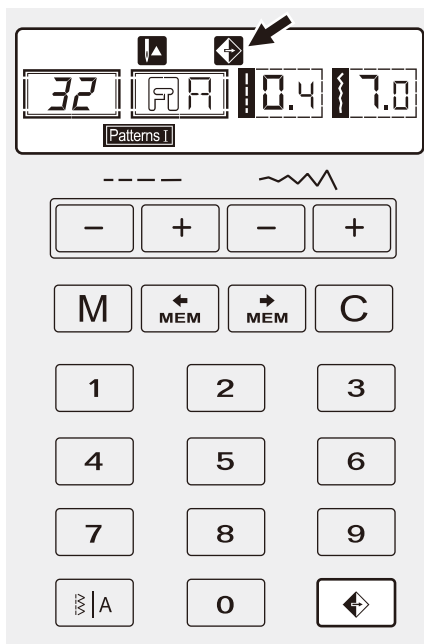 32 A A 0.4 7.0
Patterns I
- + - +
M MEM MEM C
1 2 3
4 5 6
7 8 9
A 0